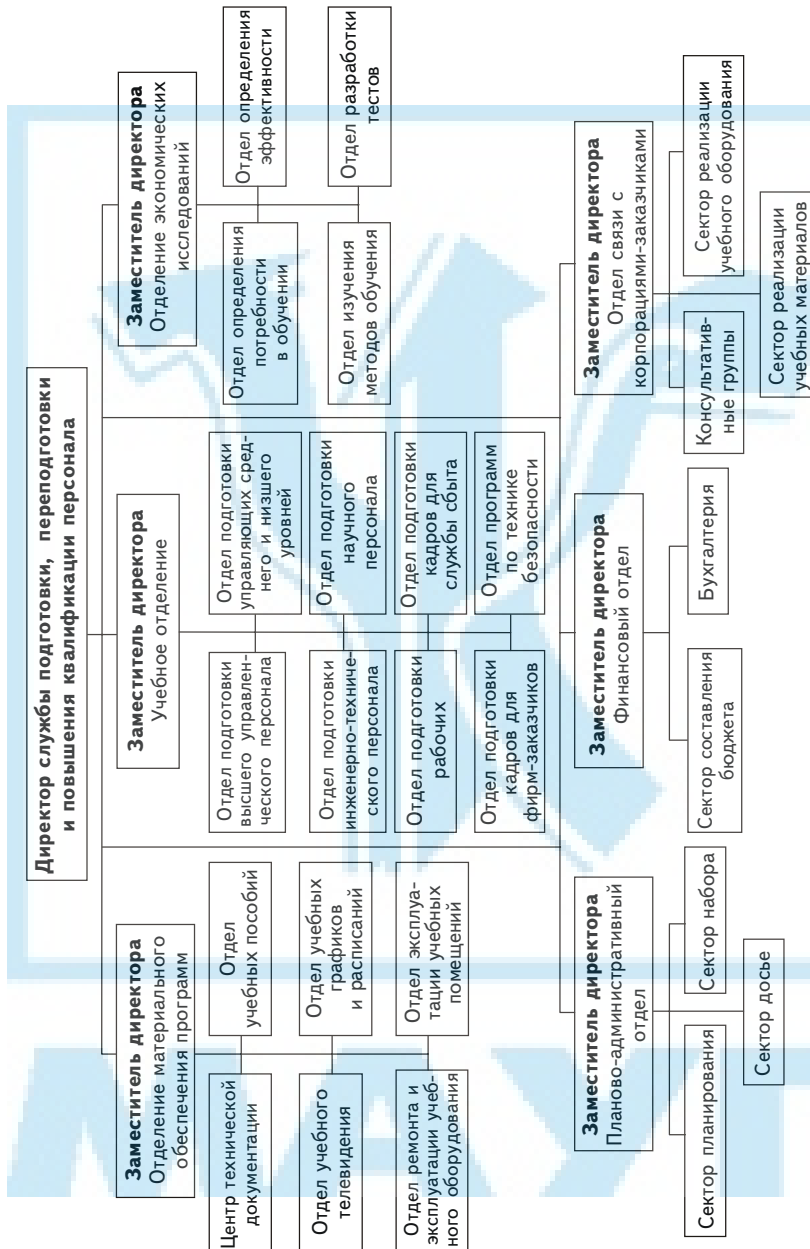 Директор службы подготовки, переподготовки
и повышения квалификации персонала
Заместитель директора
Отделение материального
обеспечения программ
Центр технической
документации
Отдел
учебных пособий
Отдел учебного
телевидения
Отдел учебных
графиков
и расписаний
Отдел ремонта и
эксплуатации учеб-
ного оборудования
Отдел эксплуа-
тации учебных
помещений
Заместитель директора
Учебное отделение
Отдел подготовки
высшего управлен-
ческого персонала
Отдел подготовки
управляющих сред-
него и низшего
уровней
Отдел подготовки
инженерно-техниче-
ского персонала
Отдел подготовки
научного
персонала
Отдел подготовки
рабочих
Отдел подготовки
кадров для
службы сбыта
Отдел подготовки
кадров для
фирм-заказчиков
Отдел программ
по технике
безопасности
Заместитель директора
Отделение экономических
исследований
Отдел определения
потребности
в обучении
Отдел определения
эффективности
Отдел изучения
методов обучения
Отдел разработки
тестов
Заместитель директора
Планово-административный
отдел
Сектор планирования
Сектор набора
Сектор досье
Заместитель директора
Финансовый отдел
Сектор составления
бюджета
Бухгалтерия
Заместитель директора
Отдел связи с
корпорациями-заказчиками
Консультатив-
ные группы
Сектор реализации
учебного оборудования
Сектор реализации
учебных материалов